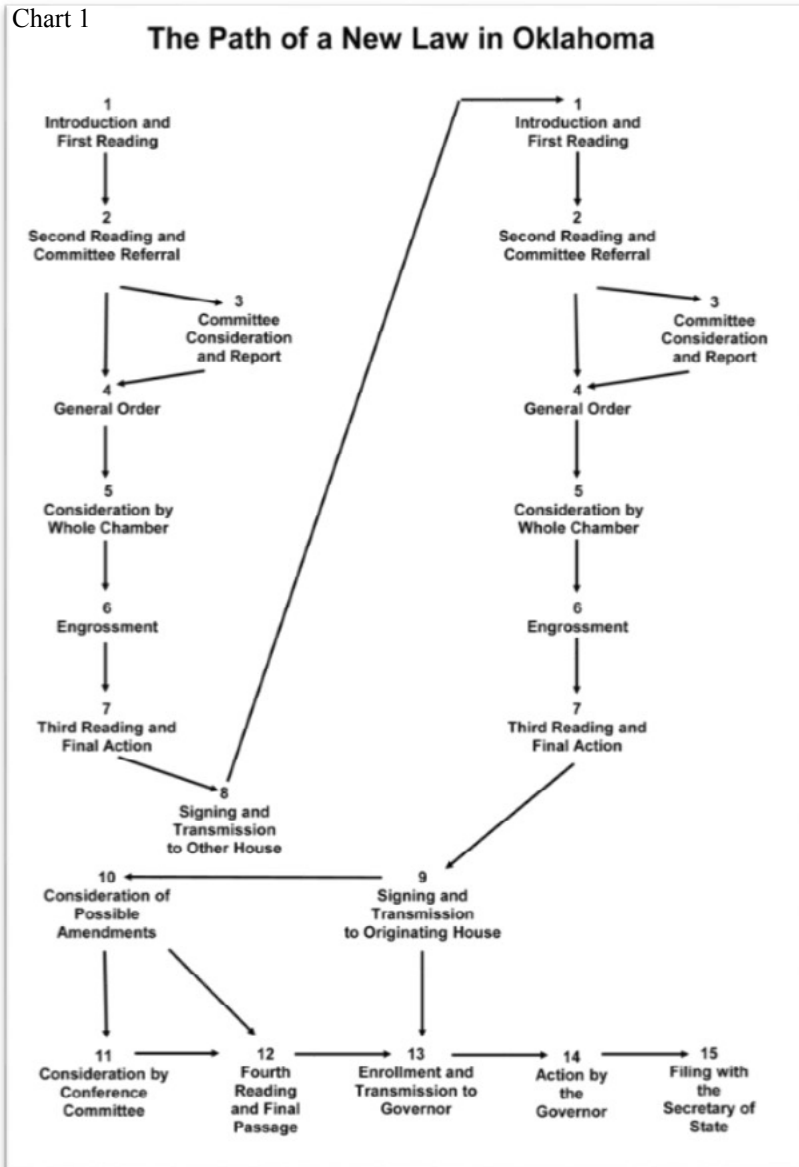 Chart 1
The Path of a New Law in Oklahoma
1
Introduction and
First Reading
2
Second Reading and
Committee Referral
3
Committee
Consideration
and Report
4
General Order
5
Consideration by
Whole Chamber
6
Engrossment
7
Third Reading and
Final Action
8
Signing and
Transmission
to Other House
1
Introduction and
First Reading
2
Second Reading and
Committee Referral
3
Committee
Consideration
and Report
4
General Order
5
Consideration by
Whole Chamber
6
Engrossment
7
Third Reading and
Final Action
9
Signing and
Transmission
to Originating House
10
Consideration of
Possible
Amendments
11
Consideration by
Conference
Committee
12
Fourth
Reading
and Final
Passage
13
Enrollment and
Transmission to
Governor
14
Action by
the
Governor
15
Filing with
the
Secretary of
State